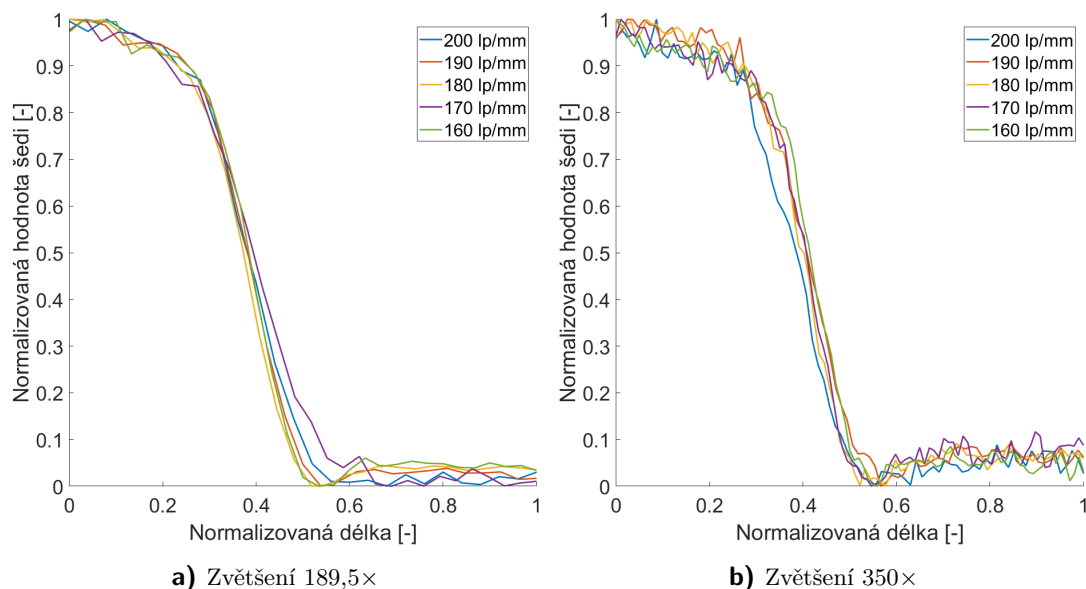 1
0.9
0.8
0.7
0.6
0.5
0.4
0.3
0.2
0.1
0
Normalizovaná hodnota šedi [-]
200 lp/mm
190 lp/mm
180 lp/mm
170 lp/mm
160 lp/mm
0 0.2 0.4 0.6 0.8 1
Normalizovaná délka [-]
a) Zvětšení 189,5×
1
0.9
0.8
0.7
0.6
0.5
0.4
0.3
0.2
0.1
0
Normalizovaná hodnota šedi [-]
200 lp/mm
190 lp/mm
180 lp/mm
170 lp/mm
160 lp/mm
0 0.2 0.4 0.6 0.8 1
Normalizovaná délka [-]
b) Zvětšení 350×